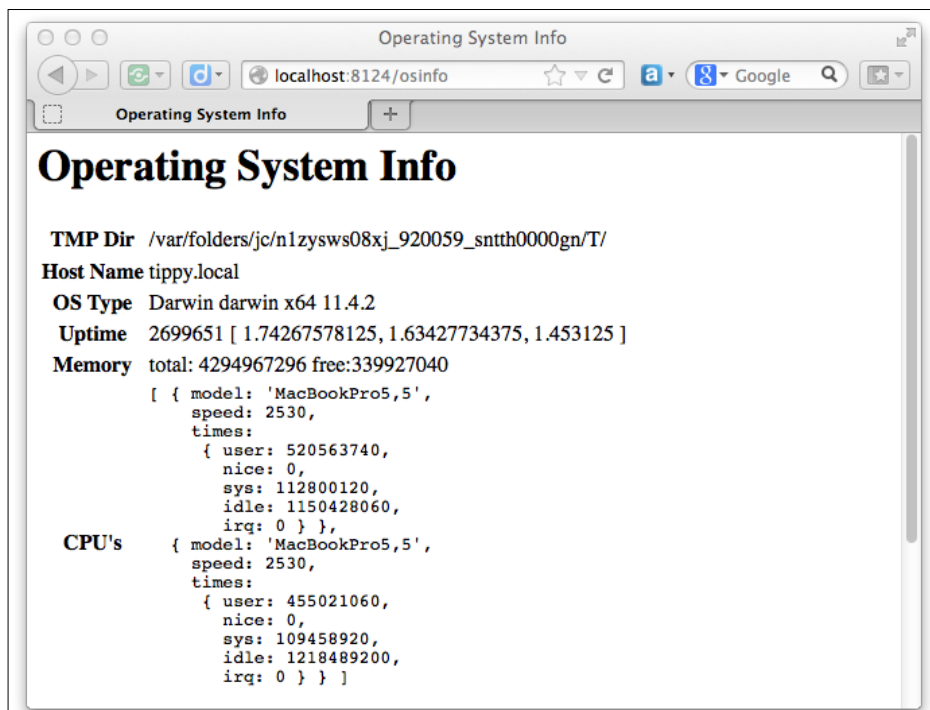 Operating System Info
localhost:8124/osinfo
Google
Operating System Info
Operating System Info
TMP Dir /var/folders/jc/n1zysws08xj_920059_sntth0000gn/T/
Host Name tippy.local
OS Type Darwin darwin x64 11.4.2
Uptime 2699651 [ 1.74267578125, 1.63427734375, 1.453125 ]
Memory total: 4294967296 free:339927040
[ { model: 'MacBookPro5,5',
speed: 2530,
times:
{ user: 520563740,
nice: 0,
sys: 112800120,
idle: 1150428060,
irq: 0 } },
CPU's { model: 'MacBookPro5,5',
speed: 2530,
times:
{ user: 455021060,
nice: 0,
sys: 109458920,
idle: 1218489200,
irq: 0 } } ]